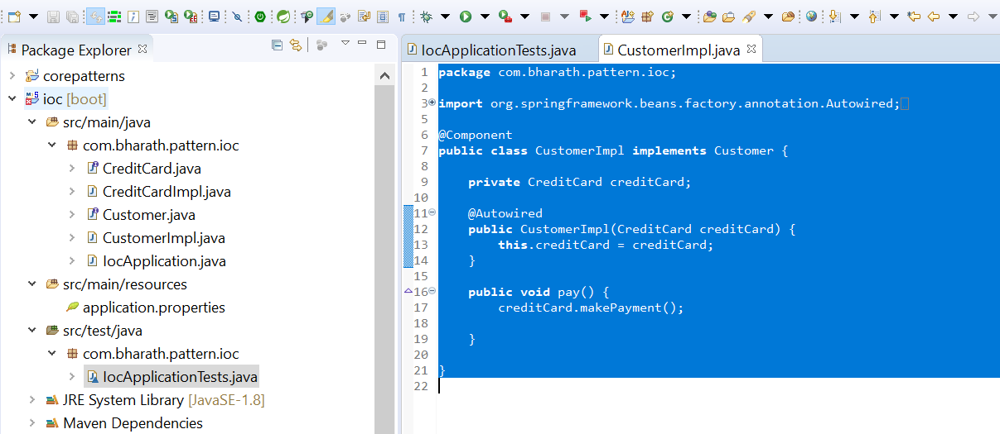 Package Explorer
corepatterns
ioc [boot]
src/main/java
com.bharath.pattern.ioc
CreditCard.java
CreditCardImpl.java
Customer.java
CustomerImpl.java
IocApplication.java
src/main/resources
application.properties
src/test/java
com.bharath.pattern.ioc
IocApplicationTests.java
JRE System Library [JavaSE-1.8]
Maven Dependencies
IocApplicationTests.java
CustomerImpl.java
1 package com.bharath.pattern.ioc;
2
3 import org.springframework.beans.factory.annotation.Autowired;
5
6 @Component
7 public class CustomerImpl implements Customer {
8
9 private CreditCard creditCard;
10
11 @Autowired
12 public CustomerImpl(CreditCard creditCard) {
13 this.creditCard = creditCard;
14 }
15
16 public void pay() {
17 creditCard.makePayment();
18
19 }
20
21 }
22